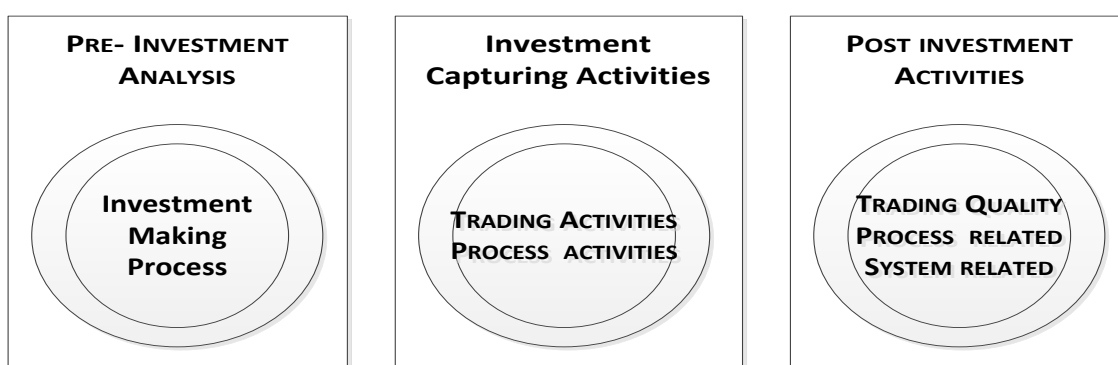 PRE- INVESTMENT
ANALYSIS
Investment
Making
Process
Investment
Capturing Activities
TRADING ACTIVITIES
PROCESS ACTIVITIES
POST INVESTMENT
ACTIVITIES
TRADING QUALITY
PROCESS RELATED
SYSTEM RELATED